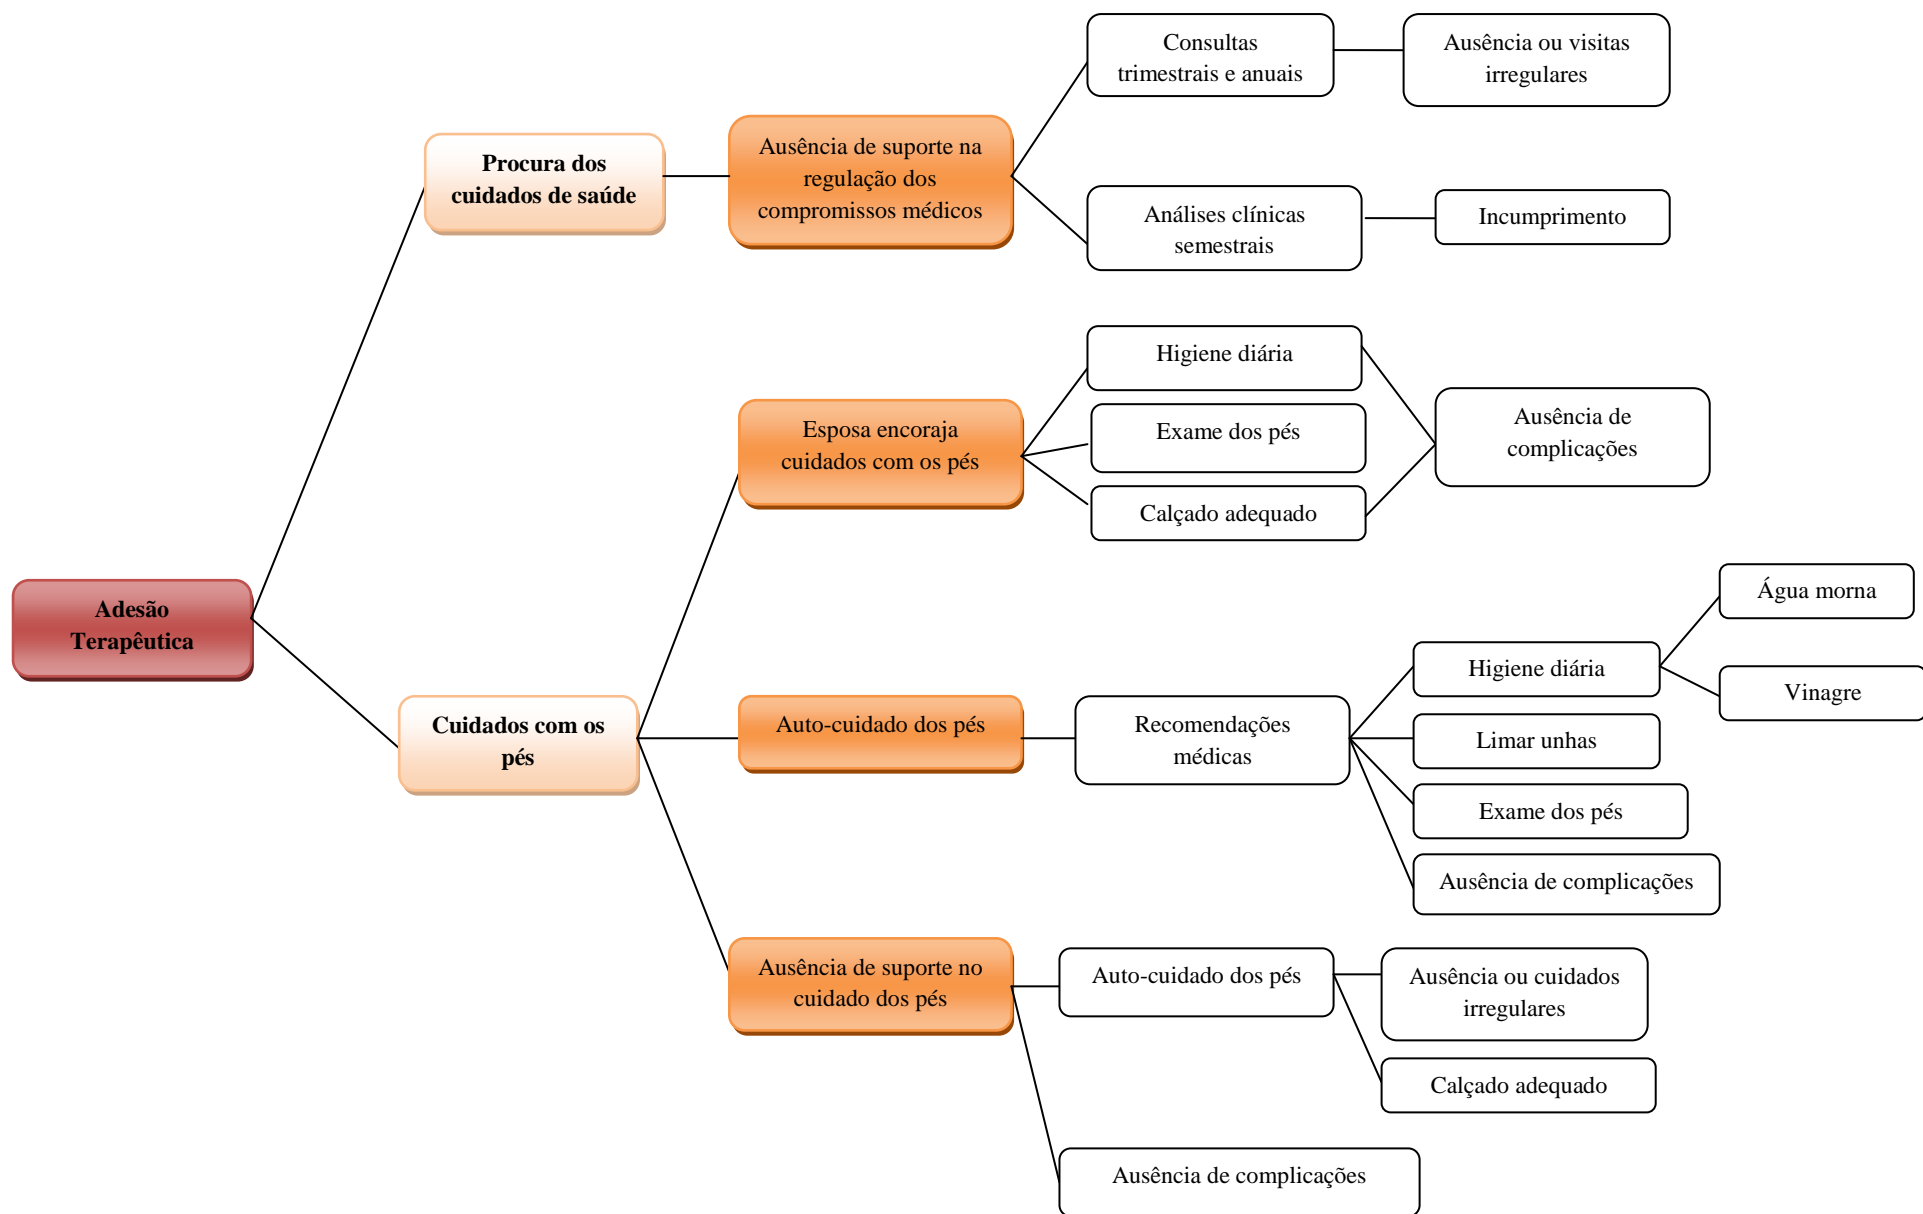 Consultas
trimestrais e anuais
Ausência ou visitas
irregulares
Procura dos
cuidados de saúde
Ausência de suporte na
regulação dos
compromissos médicos
Análises clínicas
semestrais
Incumprimento
Esposa encoraja
cuidados com os pés
Higiene diária
Exame dos pés
Calçado adequado
Ausência de
complicações
Adesão
Terapêutica
Cuidados com os
pés
Auto-cuidado dos pés
Recomendações
médicas
Higiene diária
Água morna
Vinagre
Limar unhas
Exame dos pés
Ausência de complicações
Ausência de suporte no
cuidado dos pés
Auto-cuidado dos pés
Ausência ou cuidados
irregulares
Calçado adequado
Ausência de complicações